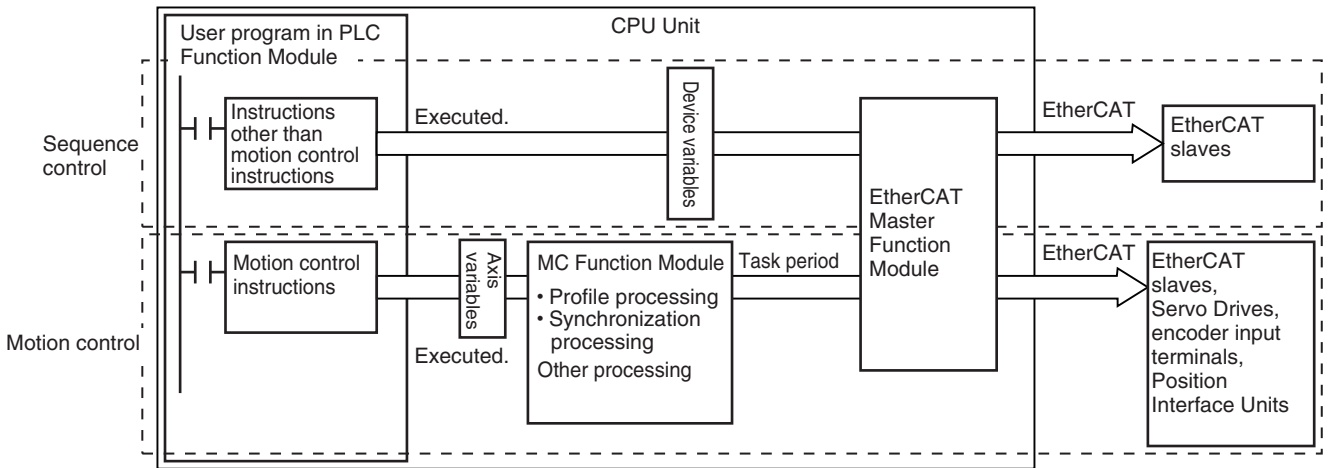 CPU Unit
User program in PLC
Function Module
Sequence
control
Instructions
other than
motion control
instructions
Executed.
Device variables
EtherCAT
Master
Function
Module
EtherCAT
EtherCAT
slaves
Motion control
Motion control
instructions
Executed.
Axis
variables
MC Function Module
• Profile processing
• Synchronization
processing
Other processing
Task period
EtherCAT
EtherCAT
slaves,
Servo Drives,
encoder input
terminals,
Position
Interface Units